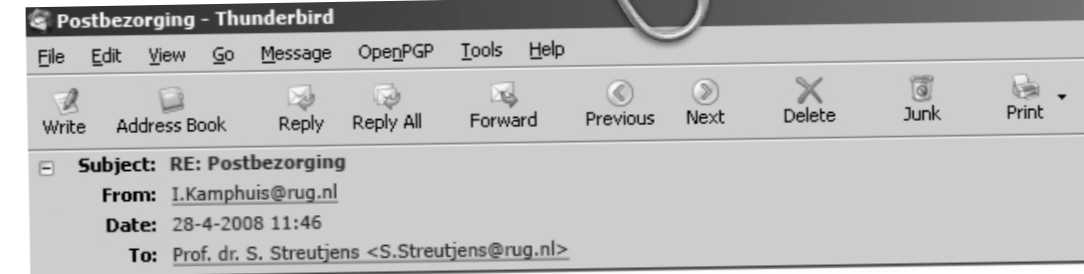 Postbezorging - Thunderbird
File Edit View Go Message OpenPGP Tools Help
Write Address Book Reply Reply All Forward Previous Next Delete Junk Print
Subject: RE: Postbezorging
From: I.Kamphuis@rug.nl
Date: 28-4-2008 11:46
To: Prof. dr. S. Streutjens <S.Streutjens@rug.nl>